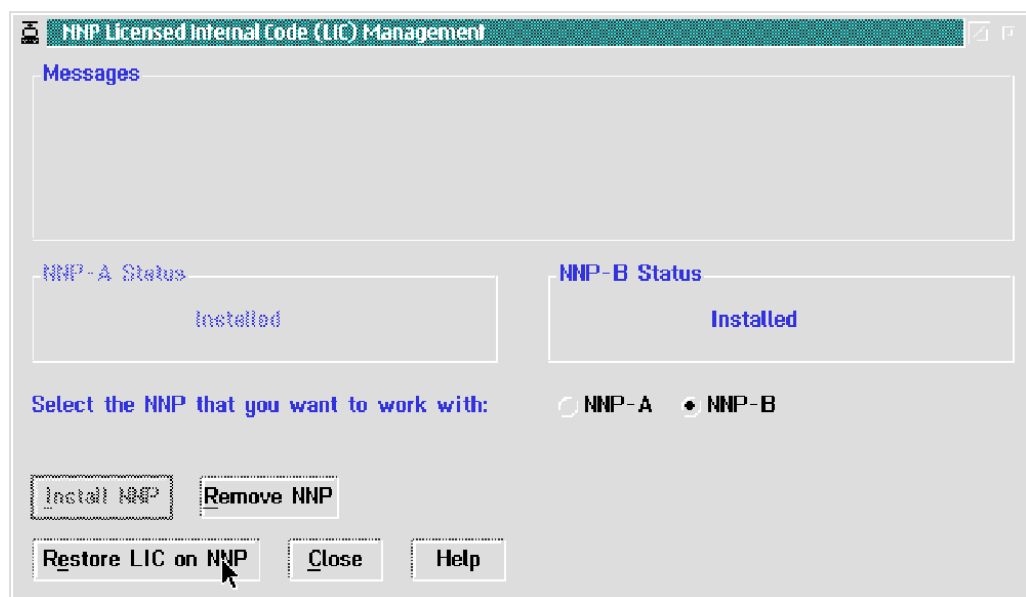 NNP Licensed Internal Code (LIC) Management
Messages
NNP-A Status
NNP-B Status
Installed
Installed
Select the NNP that you want to work with:
NNP-A
NNP-B
Install NNP
Remove NNP
Restore LIC on NNP
Close
Help